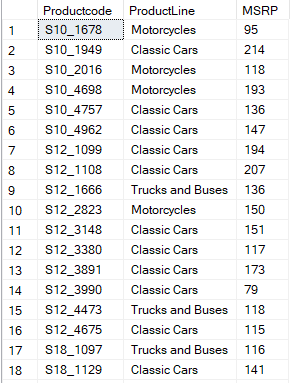 Productcode ProductLine MSRP
1 S10_1678 Motorcycles 95
2 S10_1949 Classic Cars 214
3 S10_2016 Motorcycles 118
4 S10_4698 Motorcycles 193
5 S10_4757 Classic Cars 136
6 S10_4962 Classic Cars 147
7 S12_1099 Classic Cars 194
8 S12_1108 Classic Cars 207
9 S12_1666 Trucks and Buses 136
10 S12_2823 Motorcycles 150
11 S12_3148 Classic Cars 151
12 S12_3380 Classic Cars 117
13 S12_3891 Classic Cars 173
14 S12_3990 Classic Cars 79
15 S12_4473 Trucks and Buses 118
16 S12_4675 Classic Cars 115
17 S18_1097 Trucks and Buses 116
18 S18_1129 Classic Cars 141